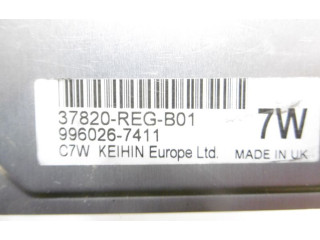 37820-REG-B01
996026-7411
7W
C7W KEIHIN Europe Ltd. MADE IN UK